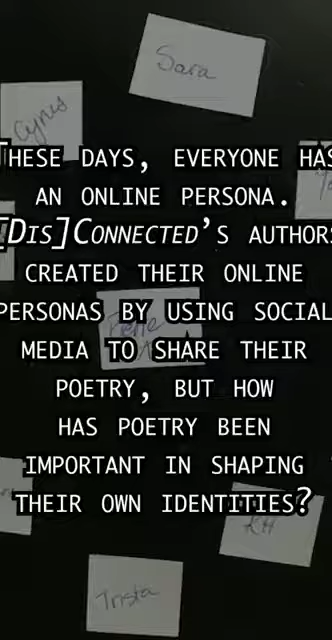 Sara
Cyrus
THESE DAYS, EVERYONE HAS
AN ONLINE PERSONA.
[DIS]CONNECTED'S AUTHORS
CREATED THEIR ONLINE
PERSONAS BY USING SOCIAL
MEDIA TO SHARE THEIR
POETRY, BUT HOW
HAS POETRY BEEN
IMPORTANT IN SHAPING
THEIR OWN IDENTITIES?
KH
Trista